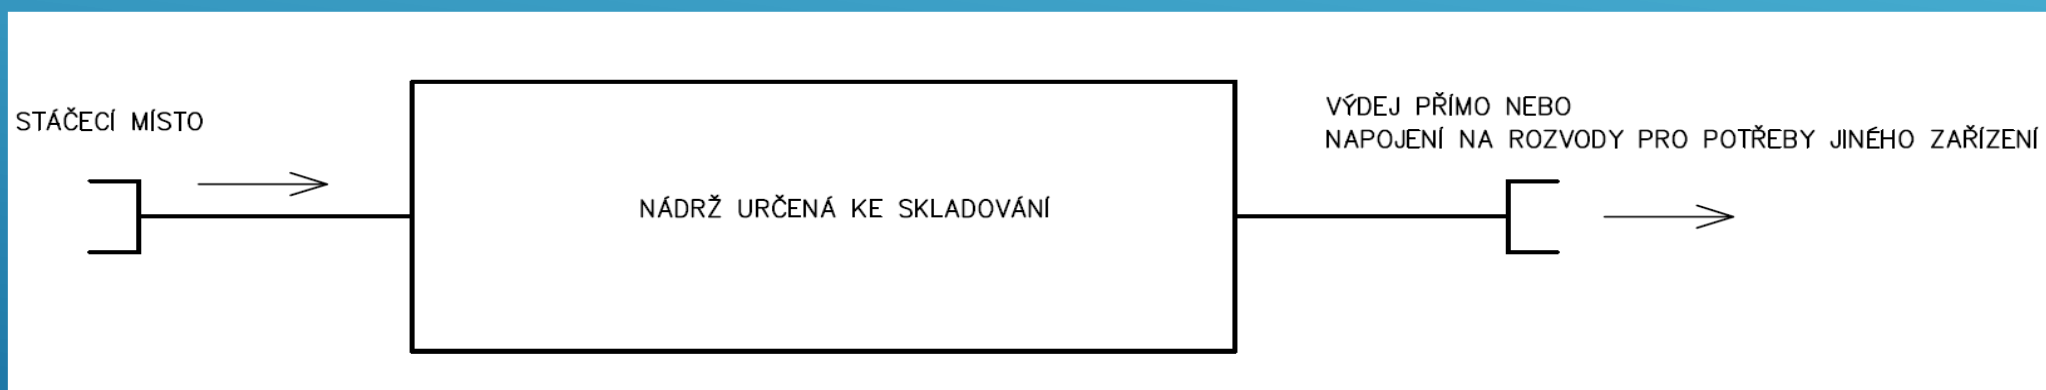 STÁČECÍ MÍSTO
NÁDRŽ URČENÁ KE SKLADOVÁNÍ
VÝDEJ PŘÍMO NEBO
NAPOJENÍ NA ROZVODY PRO POTŘEBY JINÉHO ZAŘÍZENÍ